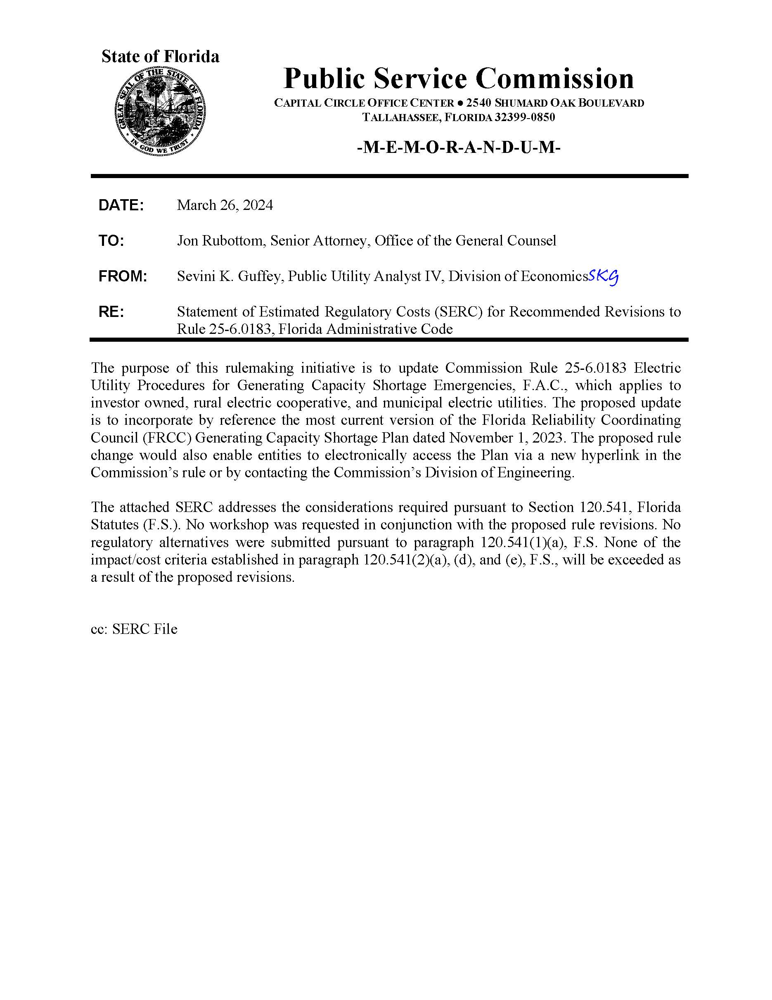 State of Florida
GREAT SEAL OF THE STATE OF FLORIDA
IN GOD WE TRUST
Public Service Commission
CAPITAL CIRCLE OFFICE CENTER ● 2540 SHUMARD OAK BOULEVARD
TALLAHASSEE, FLORIDA 32399-0850
-M-E-M-O-R-A-N-D-U-M-
DATE: March 26, 2024
TO: Jon Rubottom, Senior Attorney, Office of the General Counsel
FROM: Sevini K. Guffey, Public Utility Analyst IV, Division of Economics SKG
RE: Statement of Estimated Regulatory Costs (SERC) for Recommended Revisions to
Rule 25-6.0183, Florida Administrative Code
The purpose of this rulemaking initiative is to update Commission Rule 25-6.0183 Electric
Utility Procedures for Generating Capacity Shortage Emergencies, F.A.C., which applies to
investor owned, rural electric cooperative, and municipal electric utilities. The proposed update
is to incorporate by reference the most current version of the Florida Reliability Coordinating
Council (FRCC) Generating Capacity Shortage Plan dated November 1, 2023. The proposed rule
change would also enable entities to electronically access the Plan via a new hyperlink in the
Commission's rule or by contacting the Commission's Division of Engineering.
The attached SERC addresses the considerations required pursuant to Section 120.541, Florida
Statutes (F.S.). No workshop was requested in conjunction with the proposed rule revisions. No
regulatory alternatives were submitted pursuant to paragraph 120.541(1)(a), F.S. None of the
impact/cost criteria established in paragraph 120.541(2)(a), (d), and (e), F.S., will be exceeded as
a result of the proposed revisions.
cc: SERC File